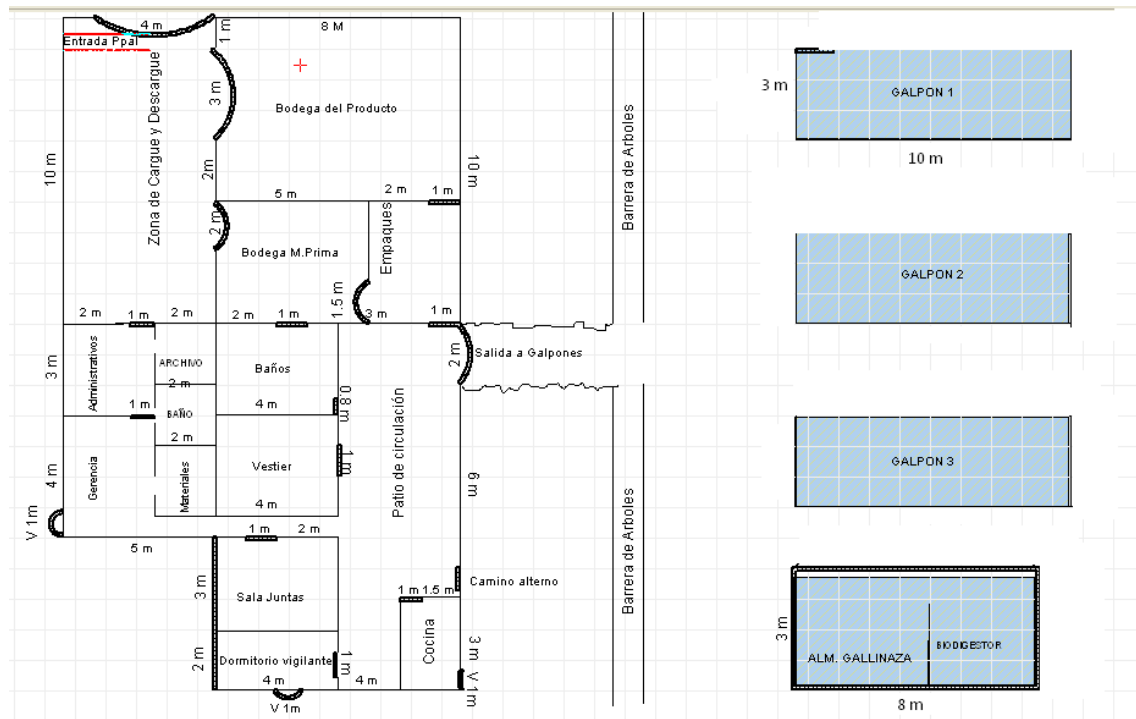 4 m
8 M
Entrada Ppal
1 m
3 m
Zona de Cargue y Descargue
Bodega del Producto
10 m
2m
10 m
5 m
2 m
1 m
2 m
Bodega M.Prima
Empaques
1.5 m
3 m
1 m
2 m
1m
2 m
2 m
1 m
Salida a Galpones
2 m
3 m
Administrativos
ARCHIVO
2 m
Baños
0.8 m
1 m
BAÑO
4 m
2 m
4 m
Gerencia
Materiales
Vestier
1 m
4 m
Patio de circulación
6 m
V 1m
5 m
1 m
2 m
3 m
Sala Juntas
Camino alterno
1 m
1.5 m
Cocina
3 m
2 m
Dormitorio vigilante
1 m
4 m
4 m
V 1m
V 1m
Barrera de Arboles
Barrera de Arboles
3 m
GALPON 1
10 m
GALPON 2
GALPON 3
3 m
ALM. GALLINAZA
BIODIGESTOR
8 m